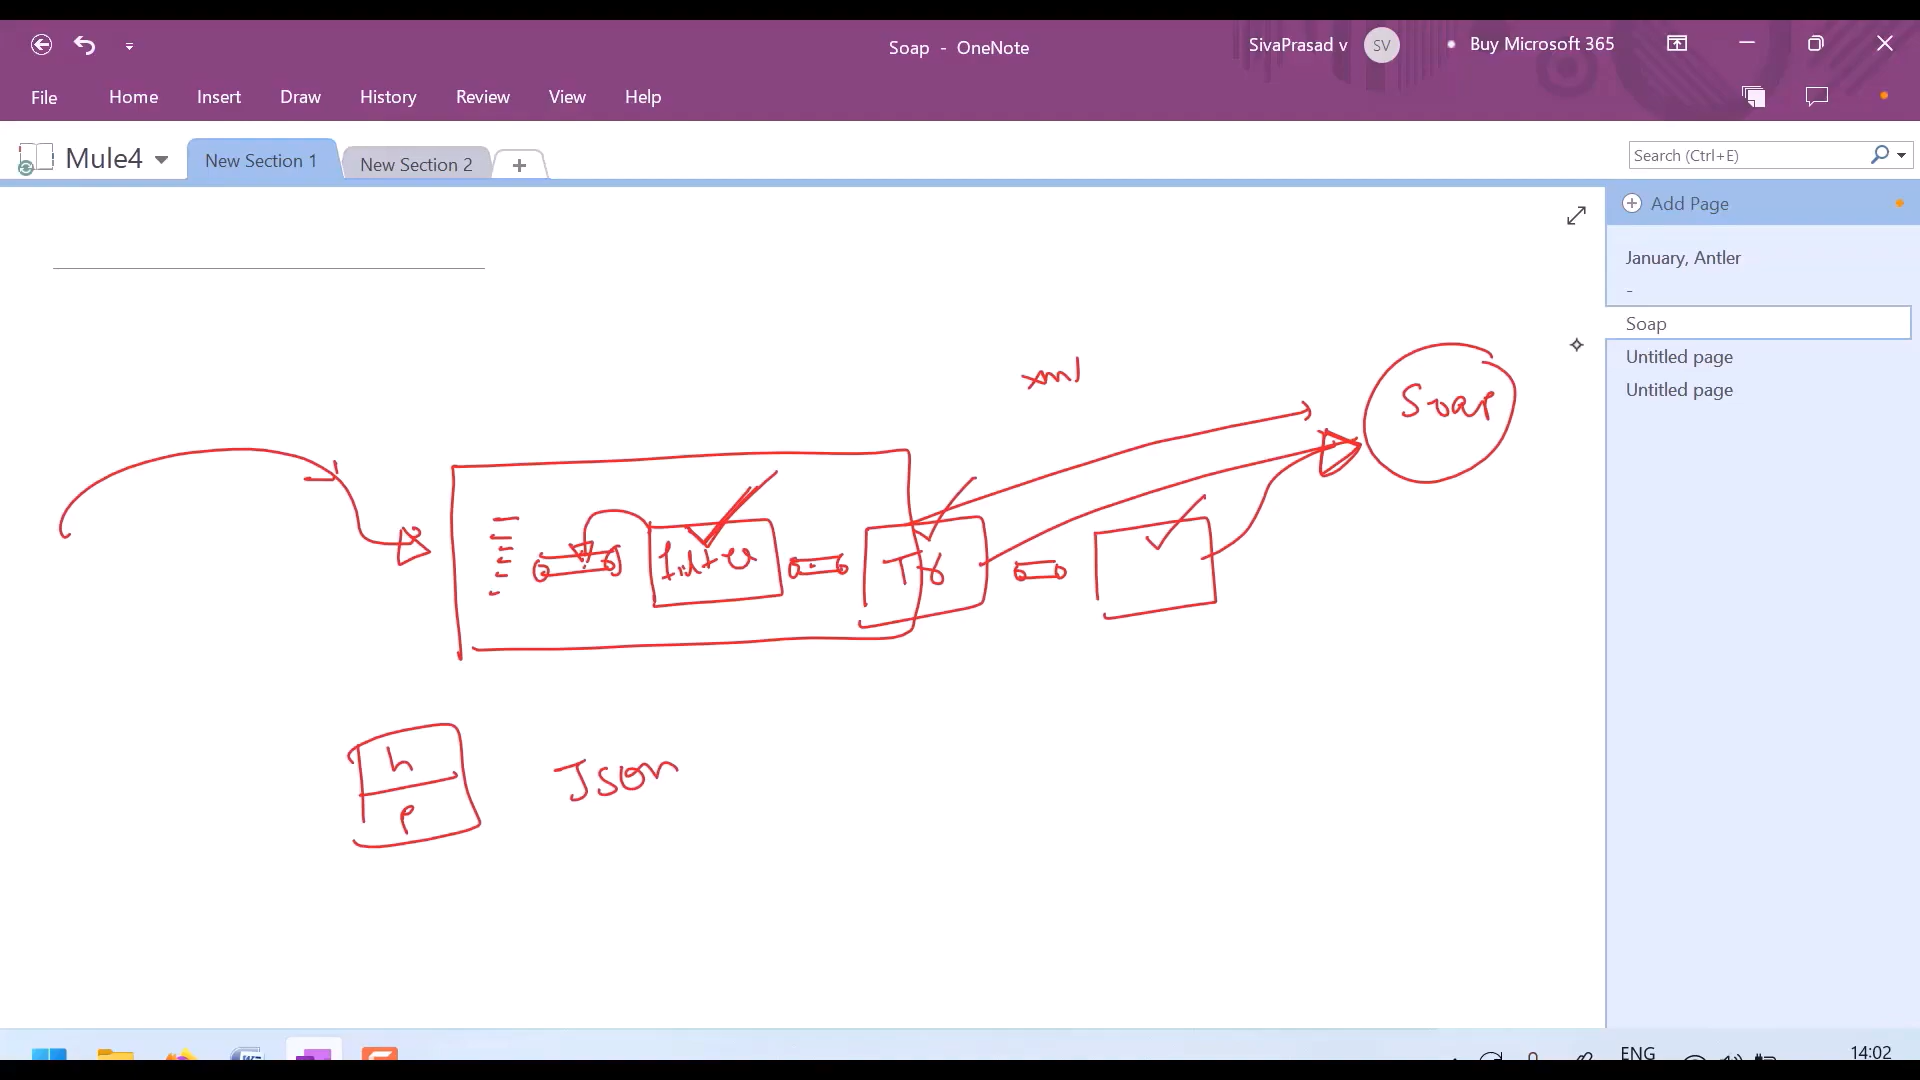 Soap - OneNote
SivaPrasad v
SV
Buy Microsoft 365
File
Home
Insert
Draw
History
Review
View
Help
Mule4
New Section 1
New Section 2
Search (Ctrl+E)
Add Page
January, Antler
-
Soap
Untitled page
Untitled page
xml
Soap
h
p
Json
ENG
14:02